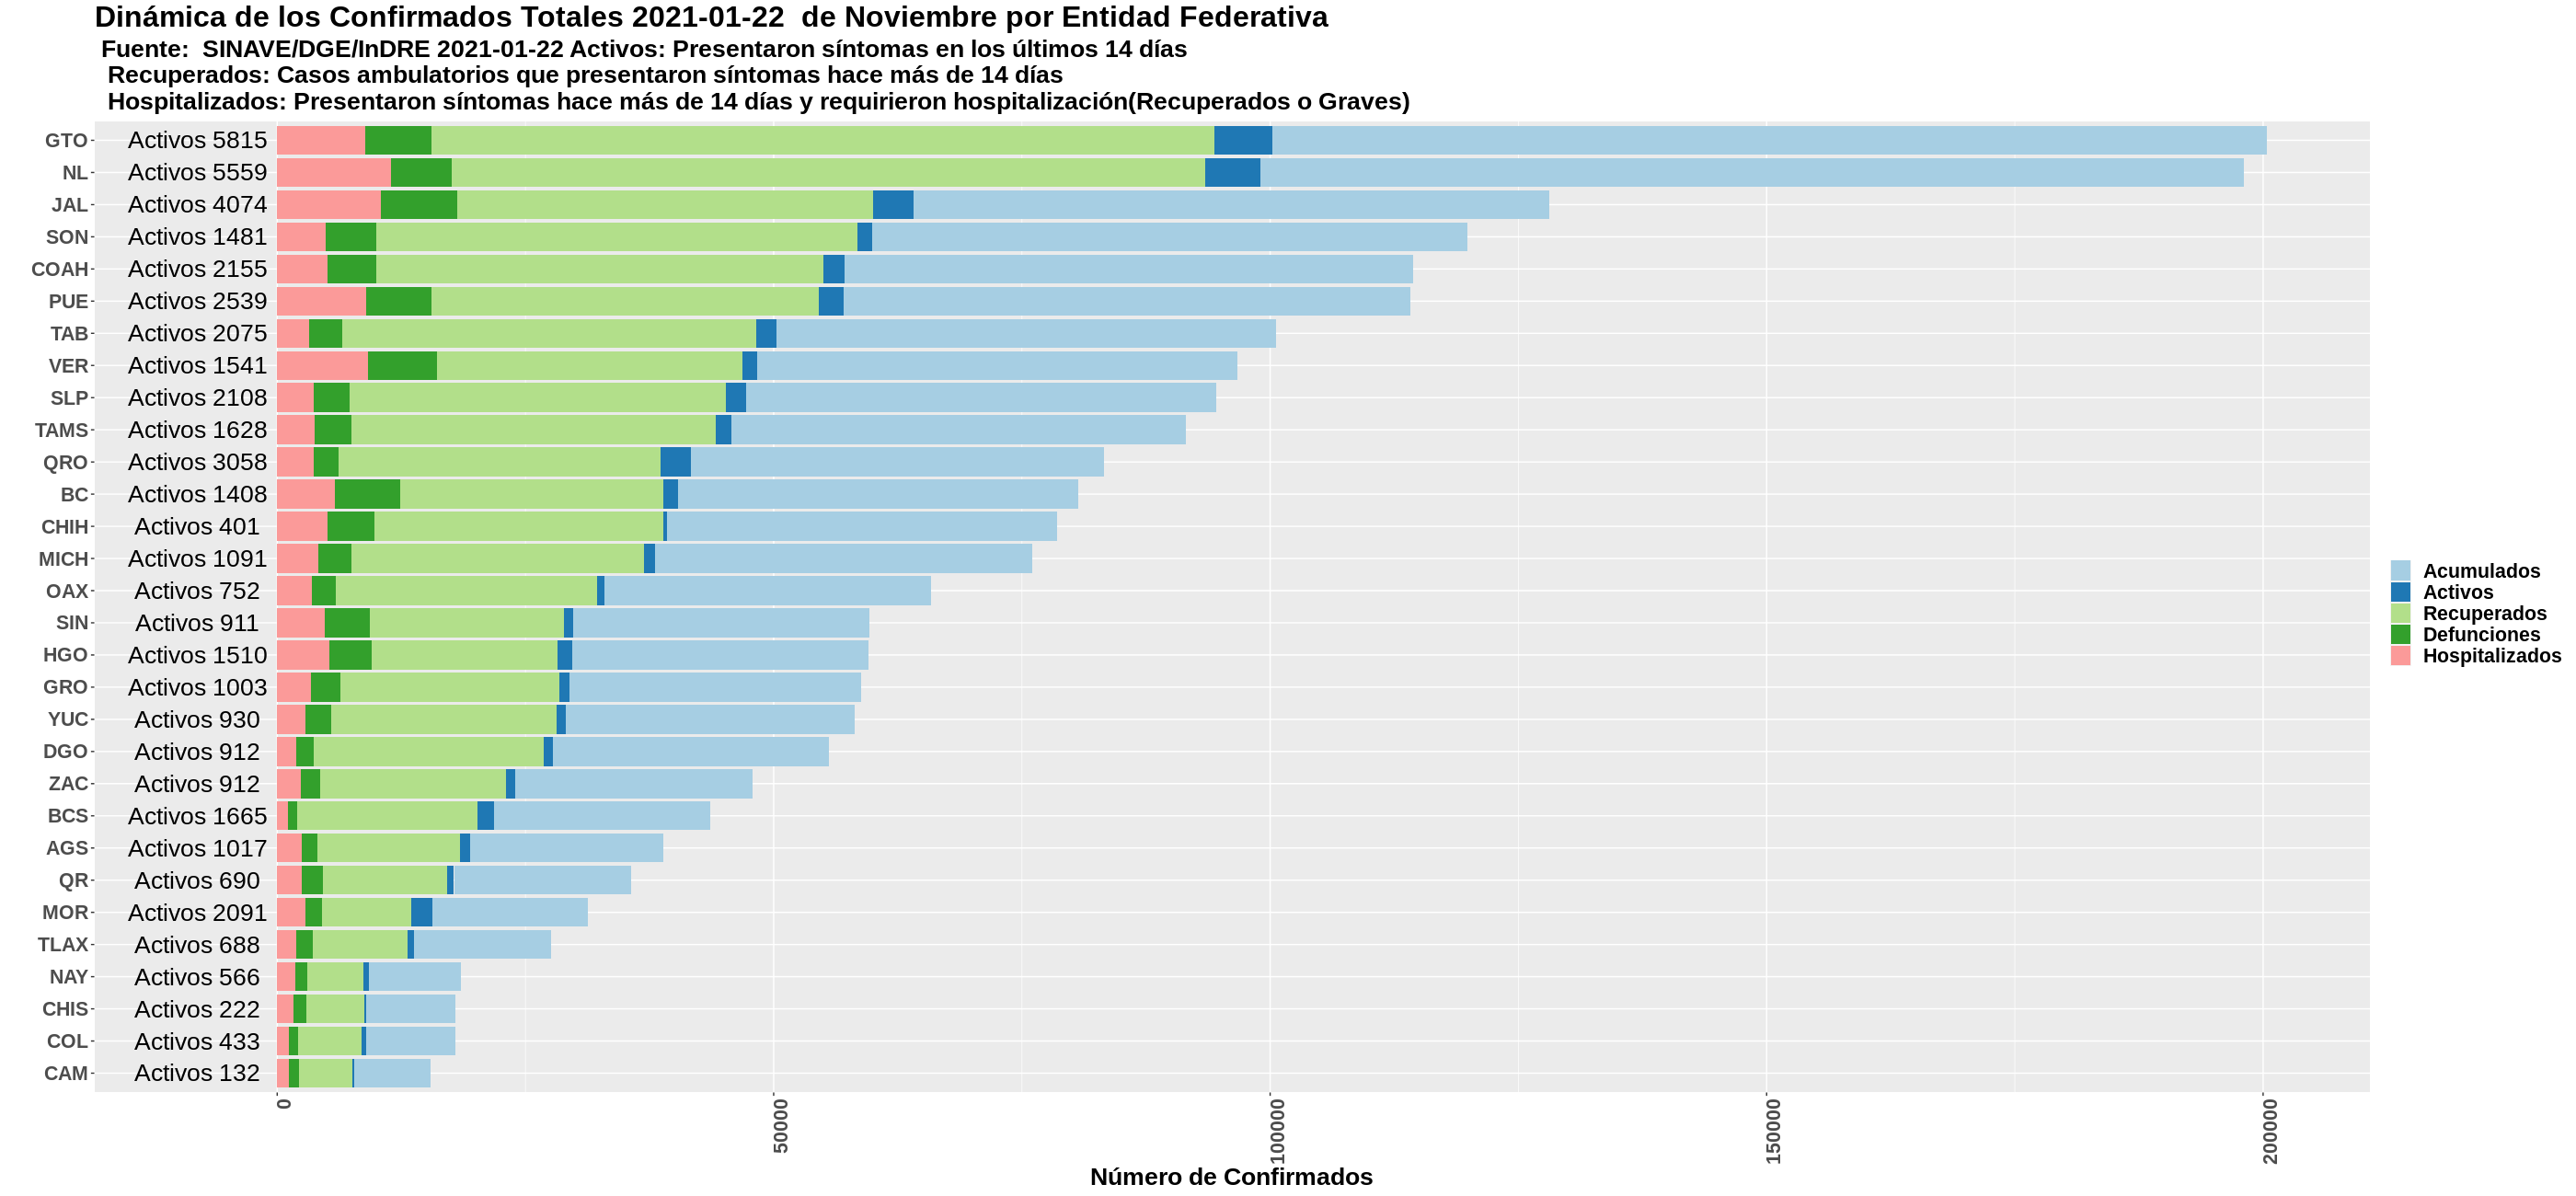 Dinámica de los Confirmados Totales 2021-01-22  de Noviembre por Entidad Federativa
Fuente:  SINAVE/DGE/InDRE 2021-01-22 Activos: Presentaron síntomas en los últimos 14 días
Recuperados: Casos ambulatorios que presentaron síntomas hace más de 14 días
Hospitalizados: Presentaron síntomas hace más de 14 días y requirieron hospitalización(Recuperados o Graves)
GTO Activos 5815
NL Activos 5559
JAL Activos 4074
SON Activos 1481
COAH Activos 2155
PUE Activos 2539
TAB Activos 2075
VER Activos 1541
SLP Activos 2108
TAMS Activos 1628
QRO Activos 3058
BC Activos 1408
CHIH Activos 401
MICH Activos 1091
OAX Activos 752
SIN Activos 911
HGO Activos 1510
GRO Activos 1003
YUC Activos 930
DGO Activos 912
ZAC Activos 912
BCS Activos 1665
AGS Activos 1017
QR Activos 690
MOR Activos 2091
TLAX Activos 688
NAY Activos 566
CHIS Activos 222
COL Activos 433
CAM Activos 132
0
50000
100000
150000
200000
Número de Confirmados
Acumulados
Activos
Recuperados
Defunciones
Hospitalizados